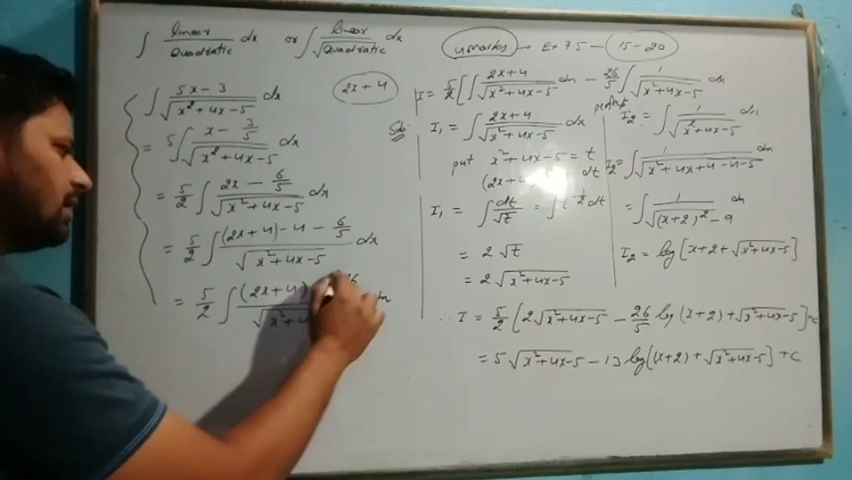 ∫ Linear/Quadratic dx or ∫ Linear/√Quadratic dx 4 marks → Ex 7.5 — (15-20)
∫ 5x-3/√x²+4x-5 dx
2x+4
= 5∫ x - 3/5/√x²+4x-5 dx
= 5/2 ∫ 2x - 6/5/√x²+4x-5 dx
= 5/2 ∫ (2x+4)-4 - 6/5/√x²+4x-5 dx
= 5/2 ∫ (2x+4)
I = 5/2 [∫ 2x+4/√x²+4x-5 dx - 26/5 ∫ 1/√x²+4x-5 dx
Sub: I₁ = ∫ 2x+4/√x²+4x-5 dx
put x²+4x-5 = t
= dt
I₁ = ∫ dt/√t = ∫ t dt
= 2√t
= 2√x²+4x-5
I₂ = ∫ 1/√x²+4x-5 dx
I₂ = ∫ 1/√x²+4x+4-4-5 dx
= ∫ 1/√(x+2)²-9 dx
I₂ = log[x+2+√x²+4x-5]
∴ I = 5/2 [2√x²+4x-5 - 26/5 log (x+2)+√x²+4x-5]+c
= 5√x²+4x-5 - 13 log[(x+2)+√x²+4x-5]+c